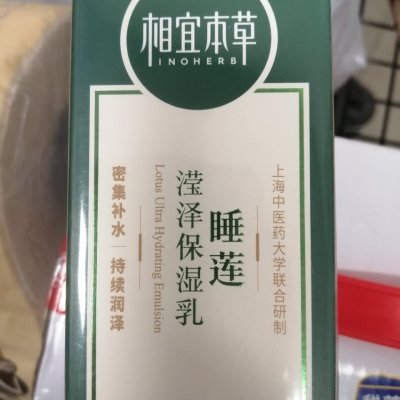 相宜本草
INOHERB
上海中医药大学联合研制
睡莲
滢泽保湿乳
Lotus Ultra Hydrating Emulsion
密集补水 | 持续润泽